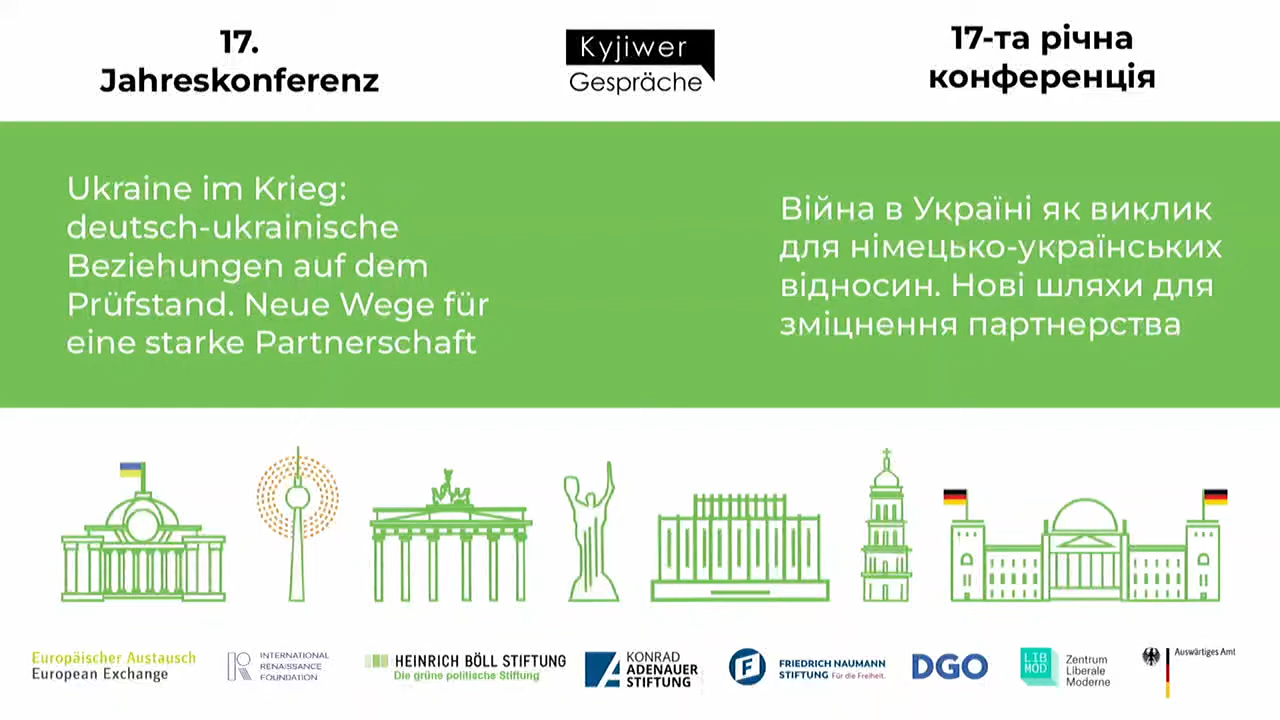 17.
Jahreskonferenz
Kyjiwer
Gespräche
17-та річна
конференція
Ukraine im Krieg:
deutsch-ukrainische
Beziehungen auf dem
Prüfstand. Neue Wege für
eine starke Partnerschaft
Війна в Україні як виклик
для німецько-українських
відносин. Нові шляхи для
зміцнення партнерства
Europäischer Austausch
European Exchange
INTERNATIONAL
RENAISSANCE
FOUNDATION
HEINRICH BÖLL STIFTUNG
Die grüne politische Stiftung
KONRAD
ADENAUER
STIFTUNG
FRIEDRICH NAUMANN
STIFTUNG Für die Freiheit.
DGO
LIB
MOD
Zentrum
Liberale
Moderne
Auswärtiges Amt